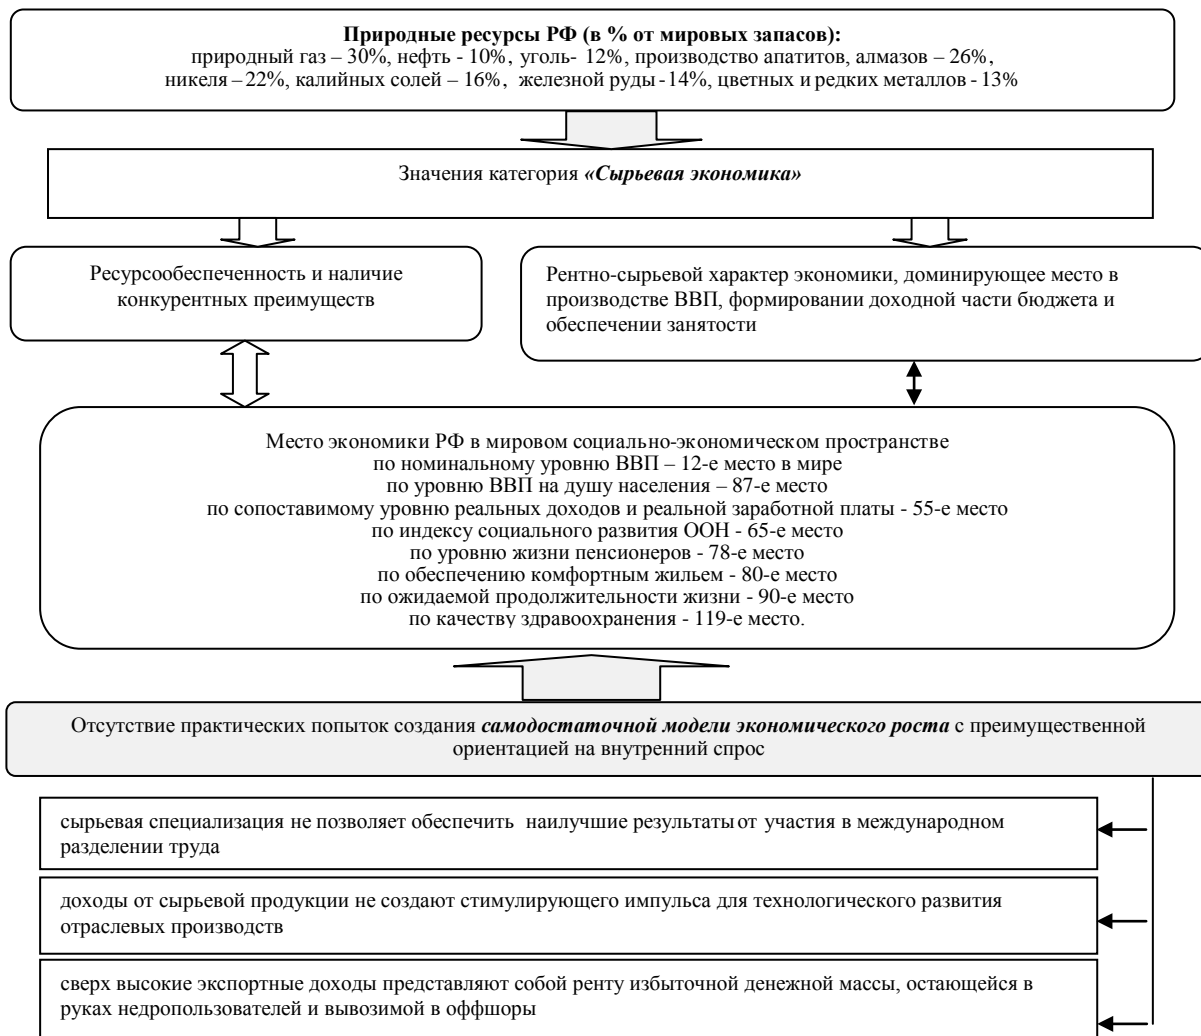 Природные ресурсы РФ (в % от мировых запасов):
природный газ – 30%, нефть - 10%, уголь- 12%, производство апатитов, алмазов – 26%,
никеля – 22%, калийных солей – 16%, железной руды -14%, цветных и редких металлов - 13%
Значения категория «Сырьевая экономика»
Ресурсообеспеченность и наличие
конкурентных преимуществ
Рентно-сырьевой характер экономики, доминирующее место в
производстве ВВП, формировании доходной части бюджета и
обеспечении занятости
Место экономики РФ в мировом социально-экономическом пространстве
по номинальному уровню ВВП – 12-е место в мире
по уровню ВВП на душу населения – 87-е место
по сопоставимому уровню реальных доходов и реальной заработной платы - 55-е место
по индексу социального развития ООН - 65-е место
по уровню жизни пенсионеров - 78-е место
по обеспечению комфортным жильем - 80-е место
по ожидаемой продолжительности жизни - 90-е место
по качеству здравоохранения - 119-е место.
Отсутствие практических попыток создания самодостаточной модели экономического роста с преимущественной
ориентацией на внутренний спрос
сырьевая специализация не позволяет обеспечить наилучшие результаты от участия в международном
разделении труда
доходы от сырьевой продукции не создают стимулирующего импульса для технологического развития
отраслевых производств
сверх высокие экспортные доходы представляют собой ренту избыточной денежной массы, остающейся в
руках недропользователей и вывозимой в оффшоры